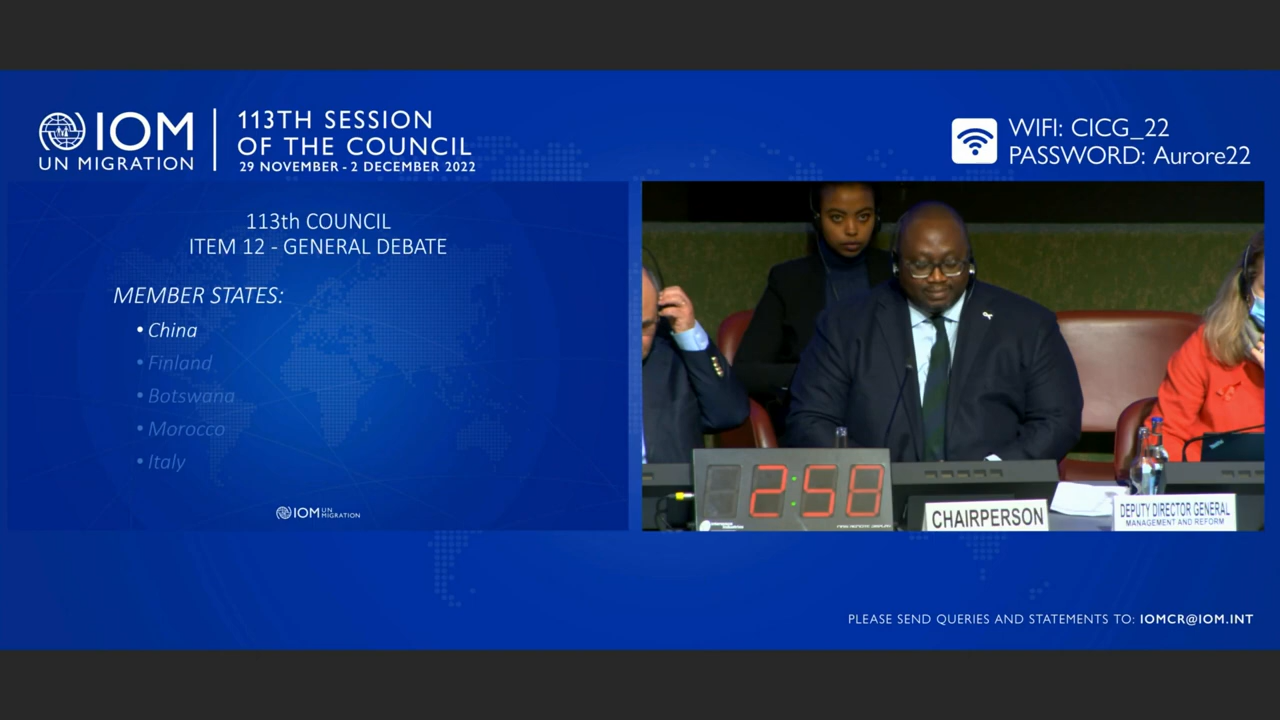 IOM
UN MIGRATION
113TH SESSION
OF THE COUNCIL
29 NOVEMBER - 2 DECEMBER 2022
WIFI: CICG_22
PASSWORD: Aurore22
113th COUNCIL
ITEM 12 - GENERAL DEBATE
MEMBER STATES:
• China
• Finland
• Botswana
• Morocco
• Italy
IOM UN MIGRATION
2:58
CHAIRPERSON
DEPUTY DIRECTOR GENERAL
MANAGEMENT AND REFORM
PLEASE SEND QUERIES AND STATEMENTS TO: IOMCR@IOM.INT